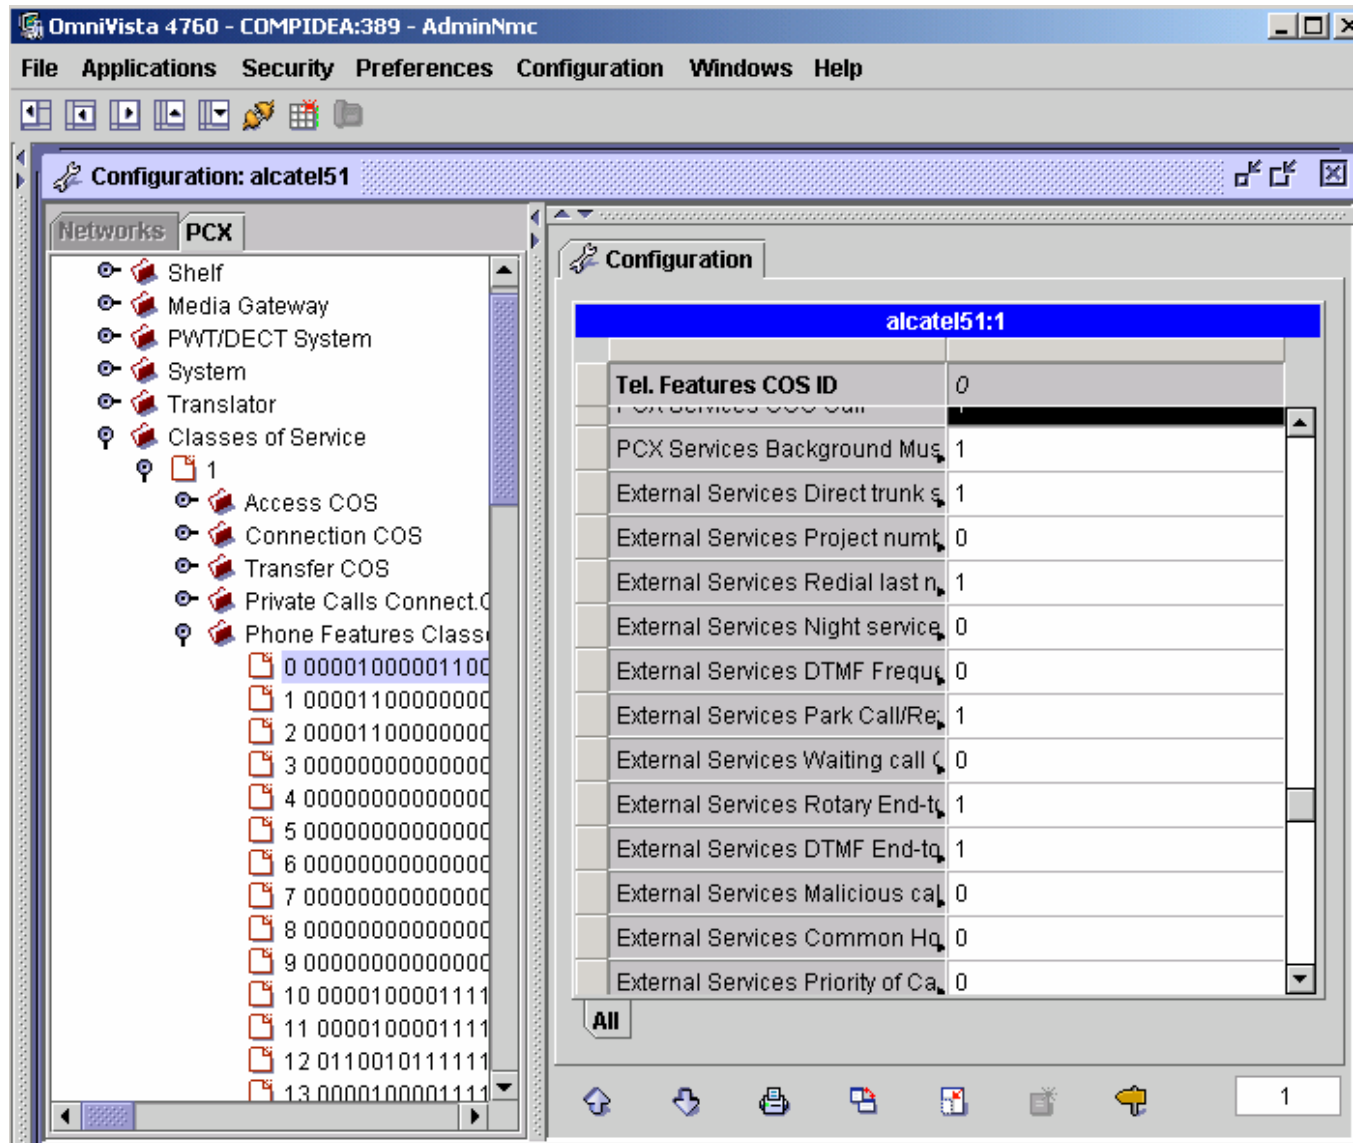 OmniVista 4760 - COMPIDEA:389 - AdminNmc
File Applications Security Preferences Configuration Windows Help
Configuration: alcatel51
Networks PCX
Shelf
Media Gateway
PWT/DECT System
System
Translator
Classes of Service
1
Access COS
Connection COS
Transfer COS
Private Calls Connect.C
Phone Features Class
0 00001000001100
1 00001100000000
2 00001100000000
3 00000000000000
4 00000000000000
5 00000000000000
6 00000000000000
7 00000000000000
8 00000000000000
9 00000000000000
10 0000100001111
11 0000100001111
12 0110010111111
13 0000100001111
Configuration
alcatel51:1
Tel. Features COS ID 0
PCX Services COS Call 1
PCX Services Background Mus 1
External Services Direct trunk s 1
External Services Project numb 0
External Services Redial last n 1
External Services Night service 0
External Services DTMF Freque 0
External Services Park Call/Re 1
External Services Waiting call 0
External Services Rotary End-to 1
External Services DTMF End-to 1
External Services Malicious cal 0
External Services Common Ho 0
External Services Priority of Ca 0
All
1